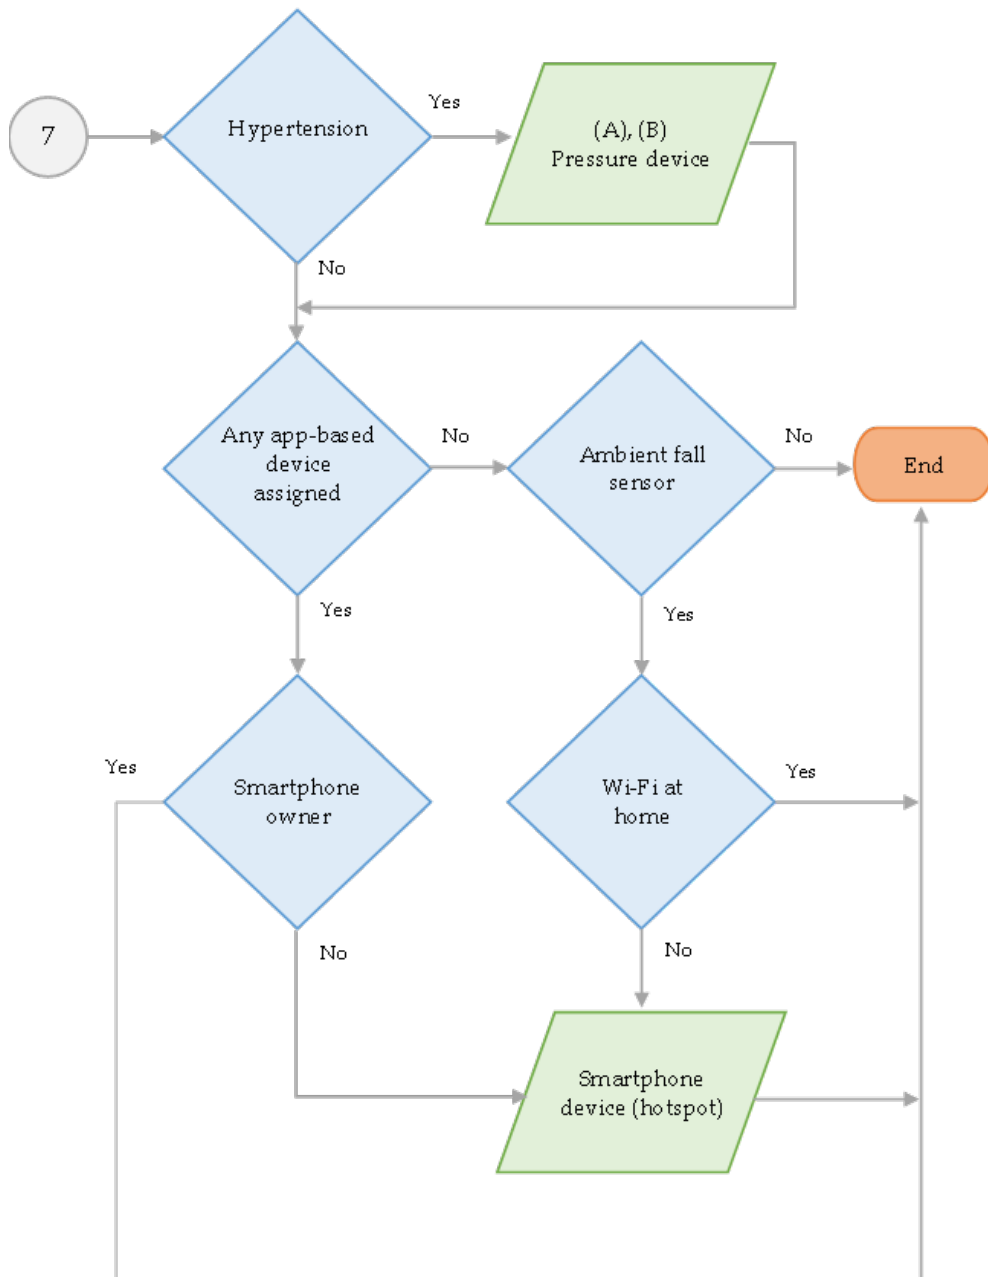 7
Hypertension
Yes
(A), (B)
Pressure device
No
Any app-based
device
assigned
No
Ambient fall
sensor
No
End
Yes
Yes
Yes
Smartphone
owner
Wi-Fi at
home
Yes
No
No
Smartphone
device (hotspot)